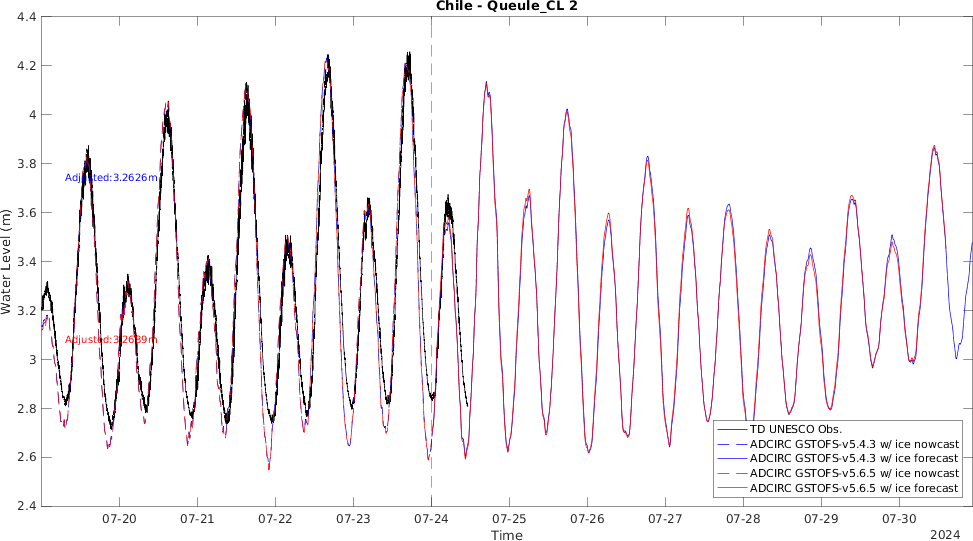 Chile - Queule_CL 2
4.4
4.2
4
3.8
3.6
3.4
3.2
3
2.8
2.6
2.4
Water Level (m)
Adjusted:3.2626m
Adjusted:3.2639m
TD UNESCO Obs.
ADCIRC GSTOFS-v5.4.3 w/ ice nowcast
ADCIRC GSTOFS-v5.4.3 w/ ice forecast
ADCIRC GSTOFS-v5.6.5 w/ ice nowcast
ADCIRC GSTOFS-v5.6.5 w/ ice forecast
07-20 07-21 07-22 07-23 07-24 07-25 07-26 07-27 07-28 07-29 07-30
Time
2024